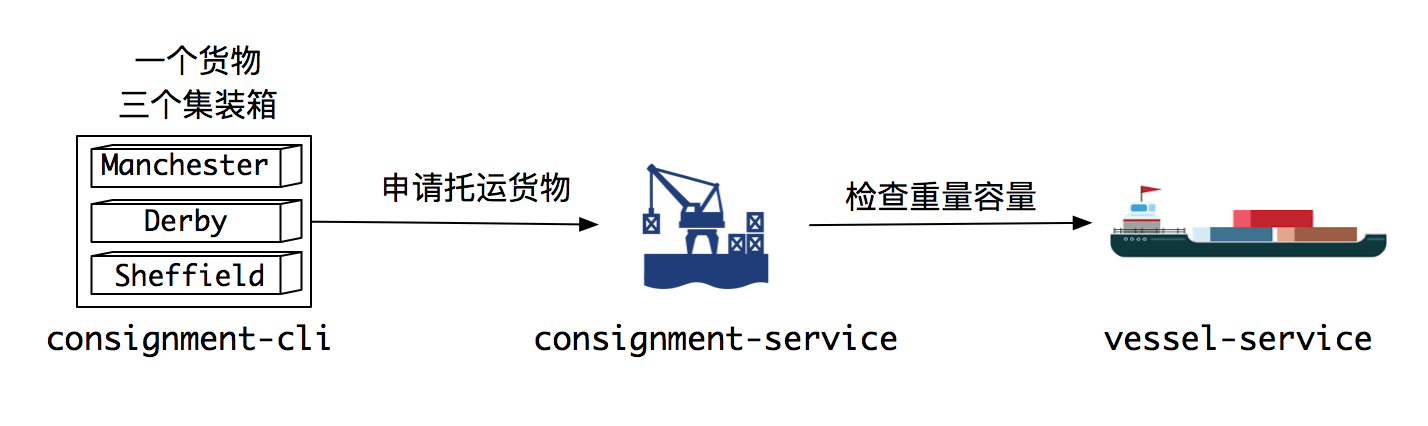 一个货物
三个集装箱
Manchester
Derby
Sheffield
申请托运货物
检查重量容量
consignment-cli
consignment-service
vessel-service